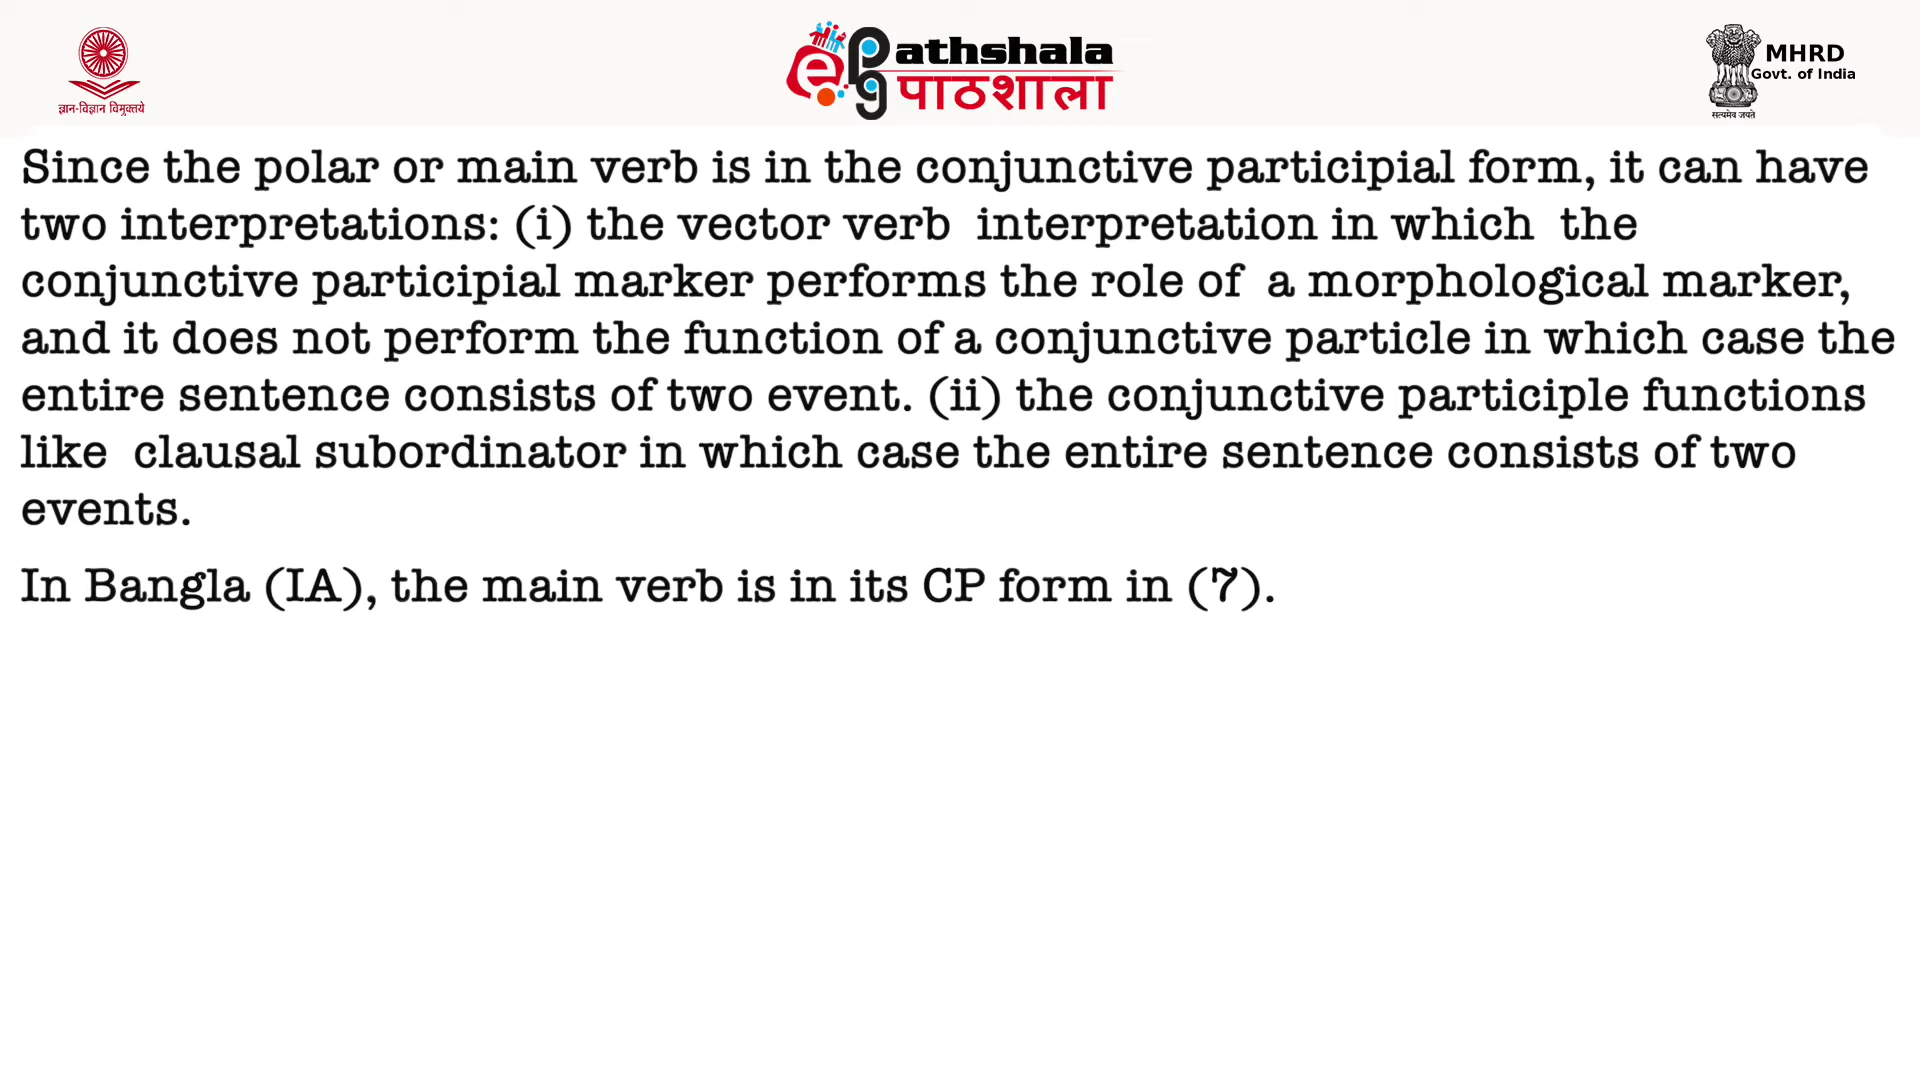 ज्ञान-विज्ञान विमुक्तये
e pg athshala
पाठशाला
MHRD
Govt. of India
सत्यमेव जयते
Since the polar or main verb is in the conjunctive participial form, it can have
two interpretations: (i) the vector verb interpretation in which the
conjunctive participial marker performs the role of a morphological marker,
and it does not perform the function of a conjunctive particle in which case the
entire sentence consists of two event. (ii) the conjunctive participle functions
like clausal subordinator in which case the entire sentence consists of two
events.
In Bangla (IA), the main verb is in its CP form in (7).